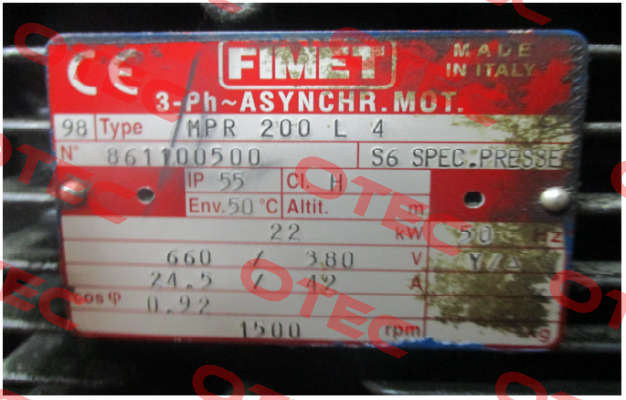 CE FIMET MADE IN ITALY
3-Ph~ASYNCHR.MOT.
98 Type MPR 200 L 4
N° 861100500 S6 SPEC.PRESSE
IP 55 Cl. H
Env. 50 °C Altit. m
22 kW 50 Hz
660 / 380 V Y/△
24.5 / 42 A
cos φ 0.92
1500 rpm kg
OTEC